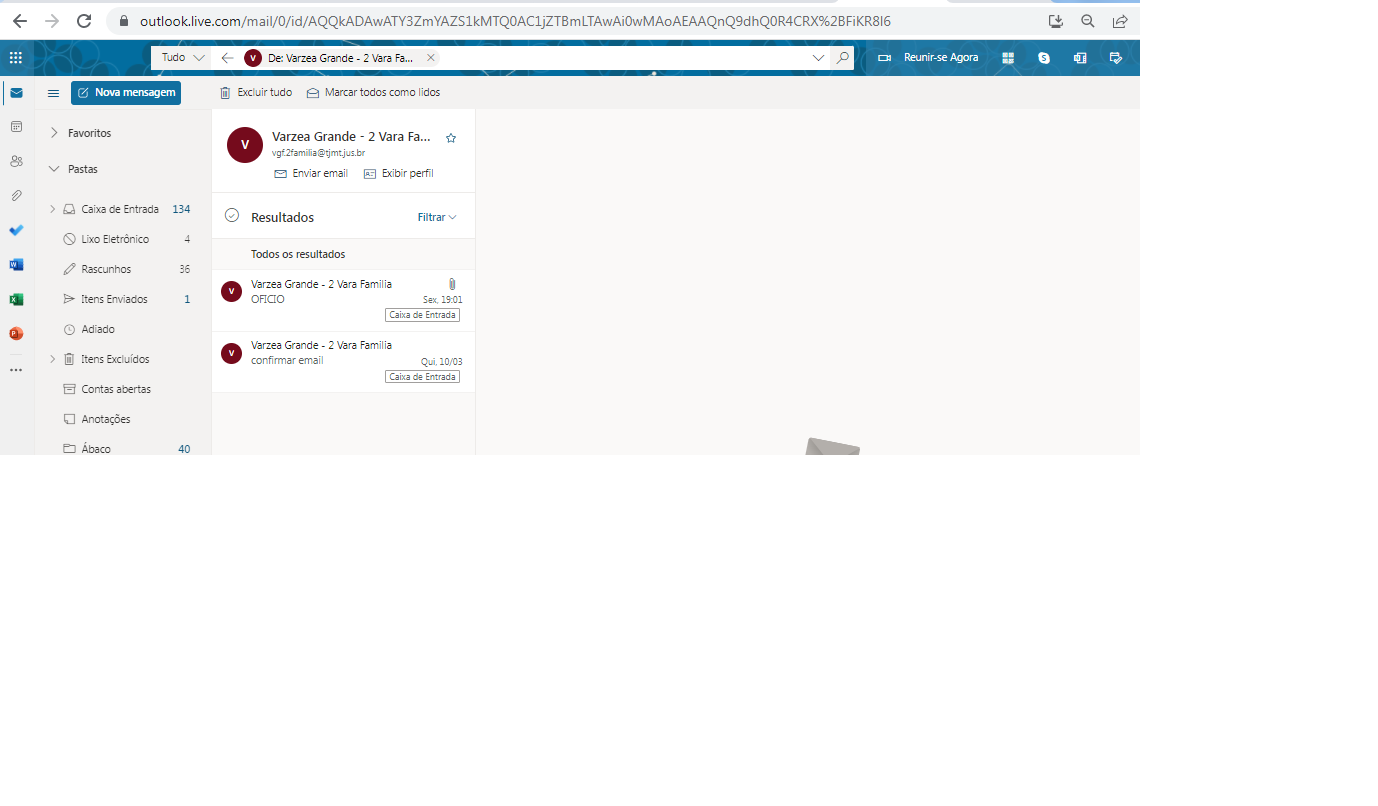 outlook.live.com/mail/0/id/AQQkADAwATY3ZmYAZS1kMTQ0AC1jZTBmLTAwAi0wMAoAEAAQnQ9dhQ0R4CRX%2BFiKR8I6
Tudo
V De: Varzea Grande - 2 Vara Fa...
Reunir-se Agora
Nova mensagem
Excluir tudo
Marcar todos como lidos
Favoritos
Pastas
Caixa de Entrada 134
Lixo Eletrônico 4
Rascunhos 36
Itens Enviados 1
Adiado
Itens Excluídos
Contas abertas
Anotações
Ábaco 40
V
Varzea Grande - 2 Vara Fa...
vgf.2familia@tjmt.jus.br
Enviar email
Exibir perfil
Resultados
Filtrar
Todos os resultados
V
Varzea Grande - 2 Vara Familia
OFICIO
Sex, 19:01
Caixa de Entrada
V
Varzea Grande - 2 Vara Familia
confirmar email
Qui, 10/03
Caixa de Entrada